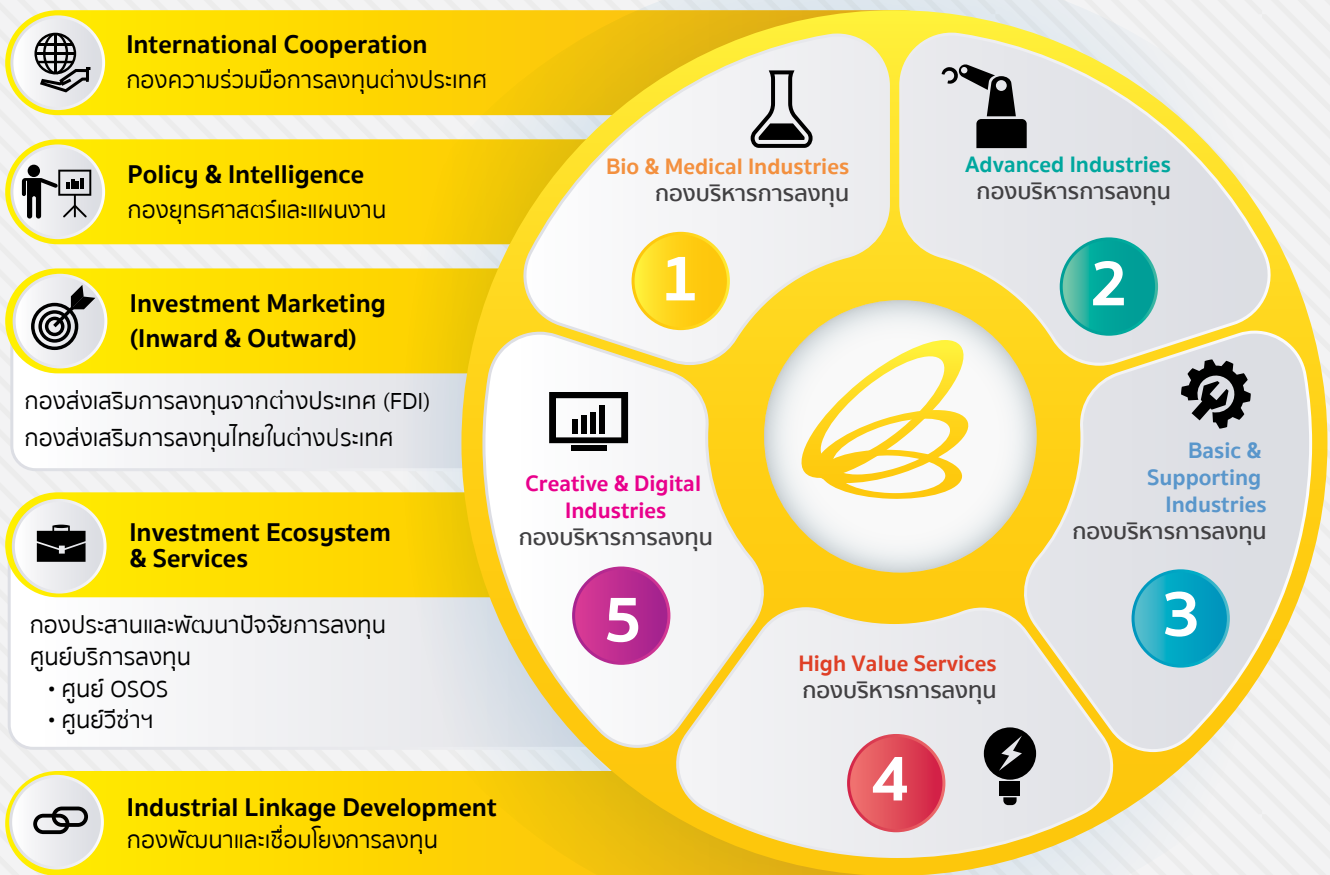 International Cooperation
กองความร่วมมือการลงทุนต่างประเทศ
Policy & Intelligence
กองยุทธศาสตร์และแผนงาน
Investment Marketing
(Inward & Outward)
กองส่งเสริมการลงทุนจากต่างประเทศ (FDI)
กองส่งเสริมการลงทุนไทยในต่างประเทศ
Investment Ecosystem
& Services
กองประสานและพัฒนาปัจจัยการลงทุน
ศูนย์บริการลงทุน
• ศูนย์ OSOS
• ศูนย์วีซ่าฯ
Industrial Linkage Development
กองพัฒนาและเชื่อมโยงการลงทุน
Bio & Medical Industries
กองบริหารการลงทุน
1
Advanced Industries
กองบริหารการลงทุน
2
Basic &
Supporting
Industries
กองบริหารการลงทุน
3
High Value Services
กองบริหารการลงทุน
4
Creative & Digital
Industries
กองบริหารการลงทุน
5